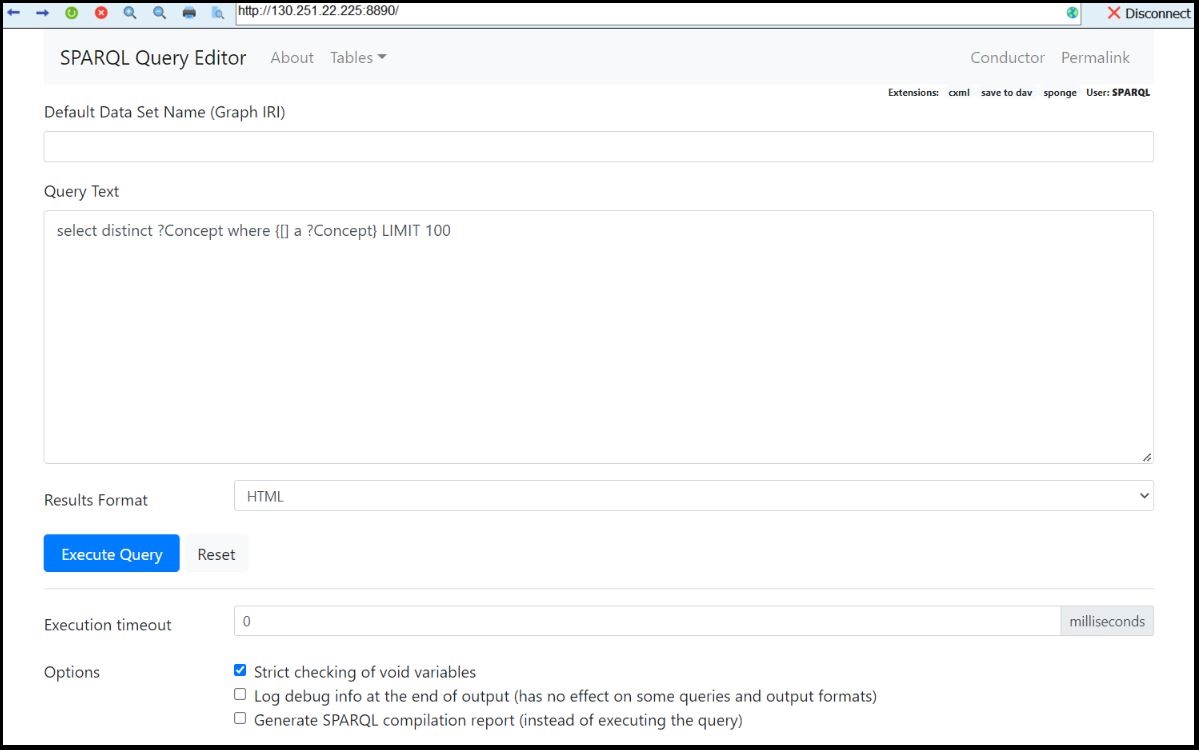 http://130.251.22.225:8890/ Disconnect
SPARQL Query Editor About Tables Conductor Permalink
Extensions: cxml save to dav sponge User: SPARQL
Default Data Set Name (Graph IRI)
Query Text
select distinct ?Concept where {[] a ?Concept} LIMIT 100
Results Format HTML
Execute Query Reset
Execution timeout 0 milliseconds
Options Strict checking of void variables
Log debug info at the end of output (has no effect on some queries and output formats)
Generate SPARQL compilation report (instead of executing the query)